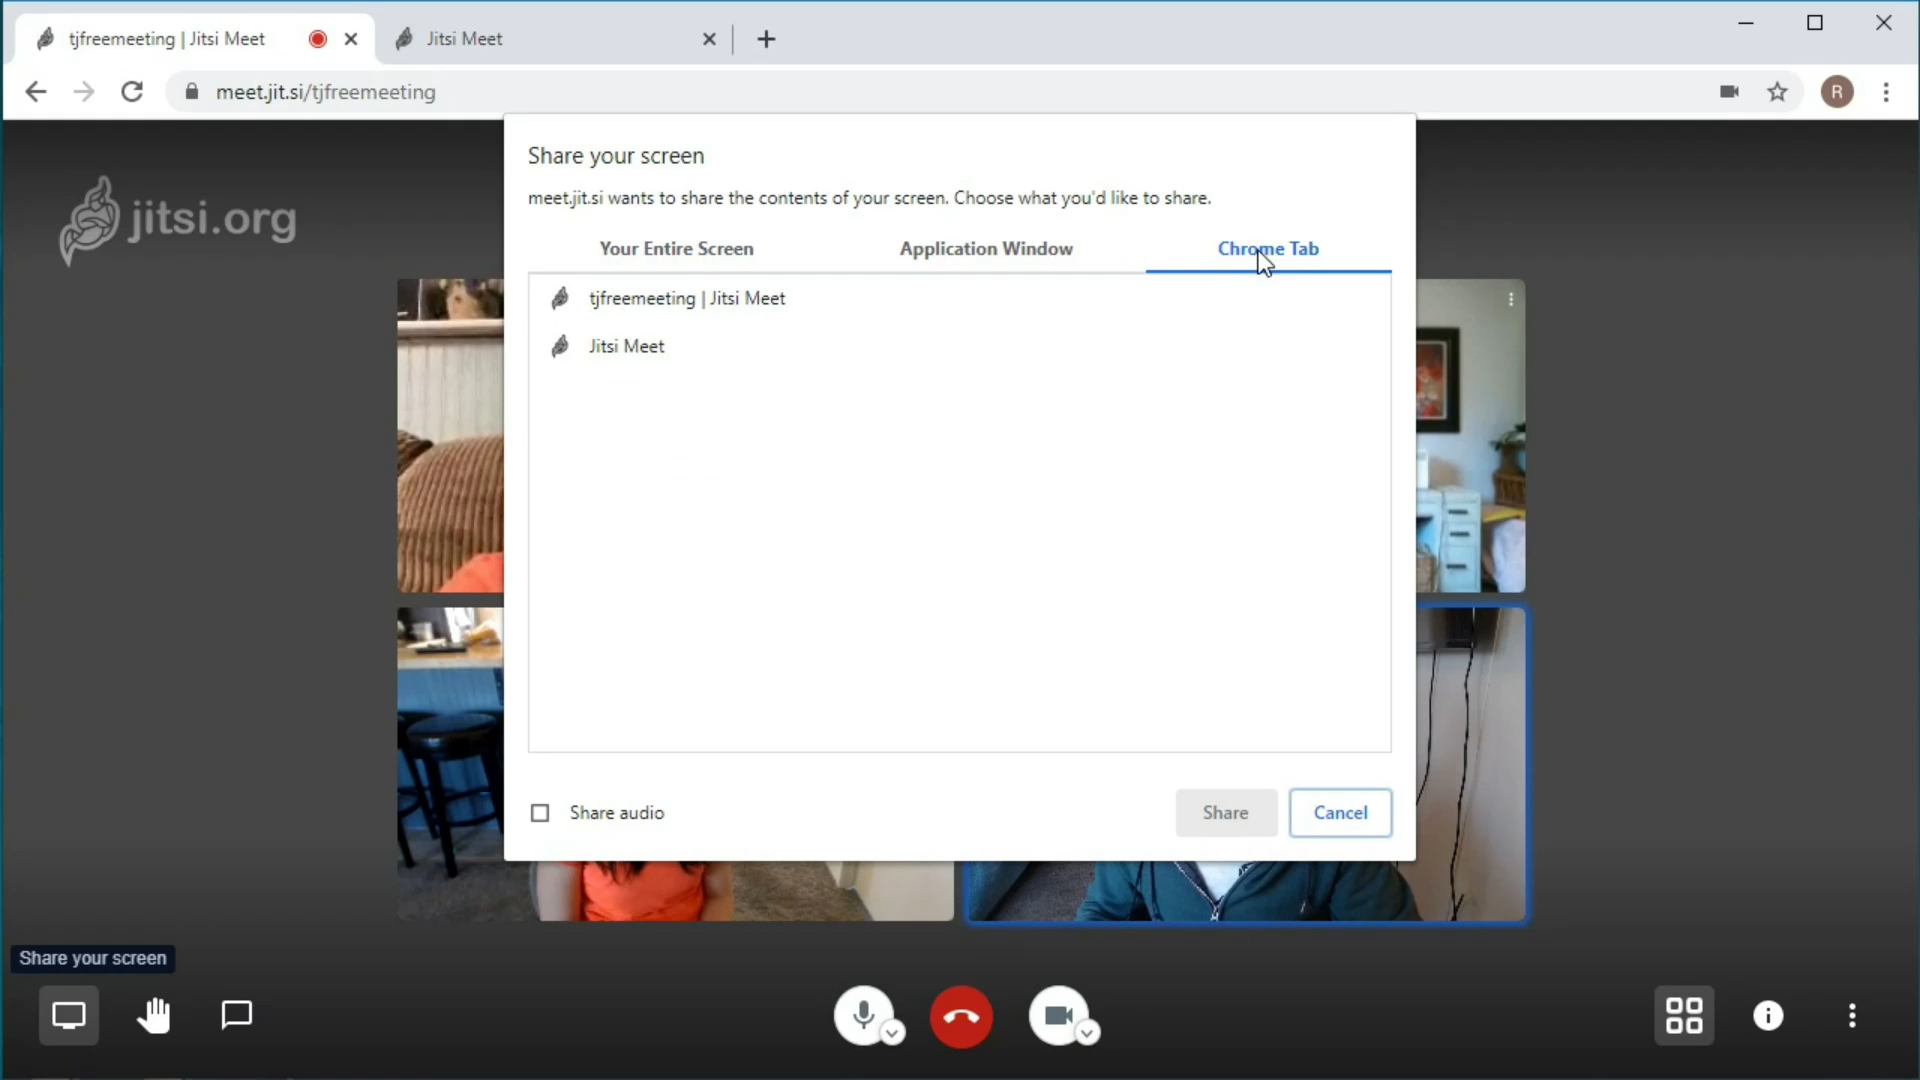 tjfreemeeting | Jitsi Meet
Jitsi Meet
meet.jit.si/tjfreemeeting
R
jitsi.org
Share your screen
meet.jit.si wants to share the contents of your screen. Choose what you'd like to share.
Your Entire Screen
Application Window
Chrome Tab
tjfreemeeting | Jitsi Meet
Jitsi Meet
Share audio
Share
Cancel
Share your screen